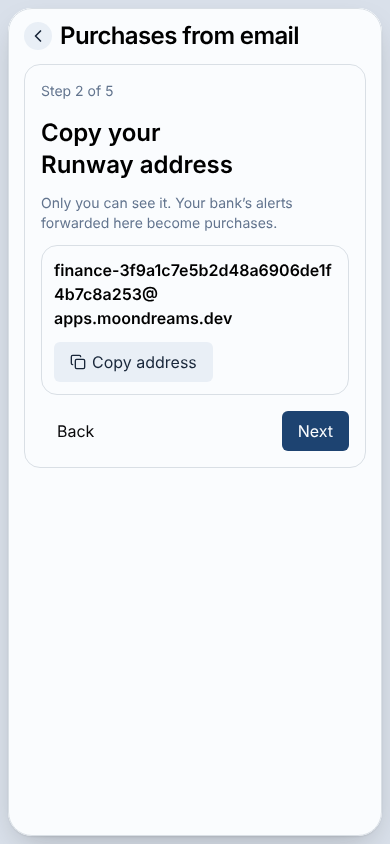 Purchases from email
Step 2 of 5
Copy your
Runway address
Only you can see it. Your bank’s alerts
forwarded here become purchases.
finance-3f9a1c7e5b2d48a6906de1f
4b7c8a253@
apps.moondreams.dev
Copy address
Back
Next